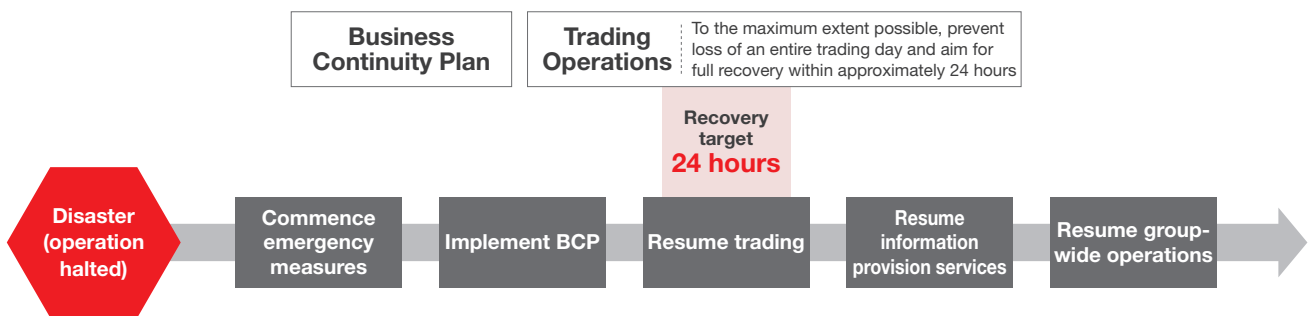 Business
Continuity Plan
Trading
Operations
To the maximum extent possible, prevent
loss of an entire trading day and aim for
full recovery within approximately 24 hours
Recovery
target
24 hours
Disaster
(operation
halted)
Commence
emergency
measures
Implement BCP
Resume trading
Resume
information
provision services
Resume group-
wide operations